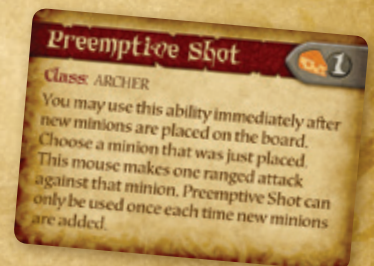 Preemptive Shot
1
Class: ARCHER
You may use this ability immediately after
new minions are placed on the board.
Choose a minion that was just placed.
This mouse makes one ranged attack
against that minion. Preemptive Shot can
only be used once each time new minions
are added.